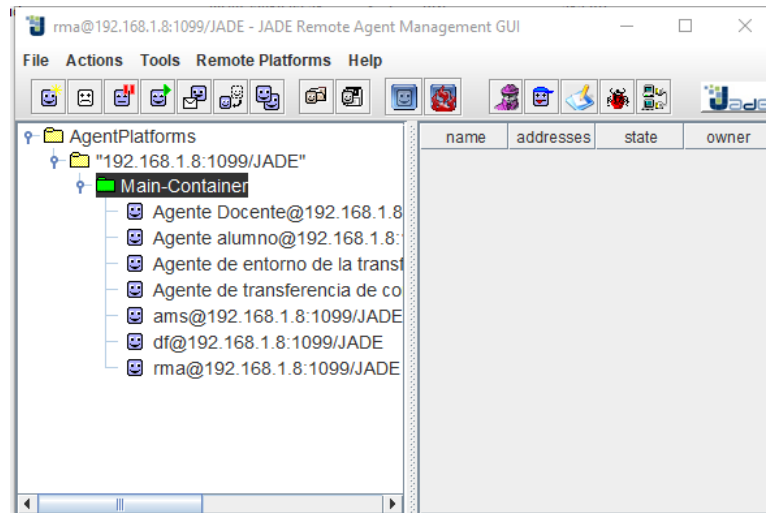 rma@192.168.1.8:1099/JADE - JADE Remote Agent Management GUI
File Actions Tools Remote Platforms Help
Jade
AgentPlatforms
name addresses state owner
"192.168.1.8:1099/JADE"
Main-Container
Agente Docente@192.168.1.8
Agente alumno@192.168.1.8:
Agente de entorno de la transf
Agente de transferencia de co
ams@192.168.1.8:1099/JADE
df@192.168.1.8:1099/JADE
rma@192.168.1.8:1099/JADE